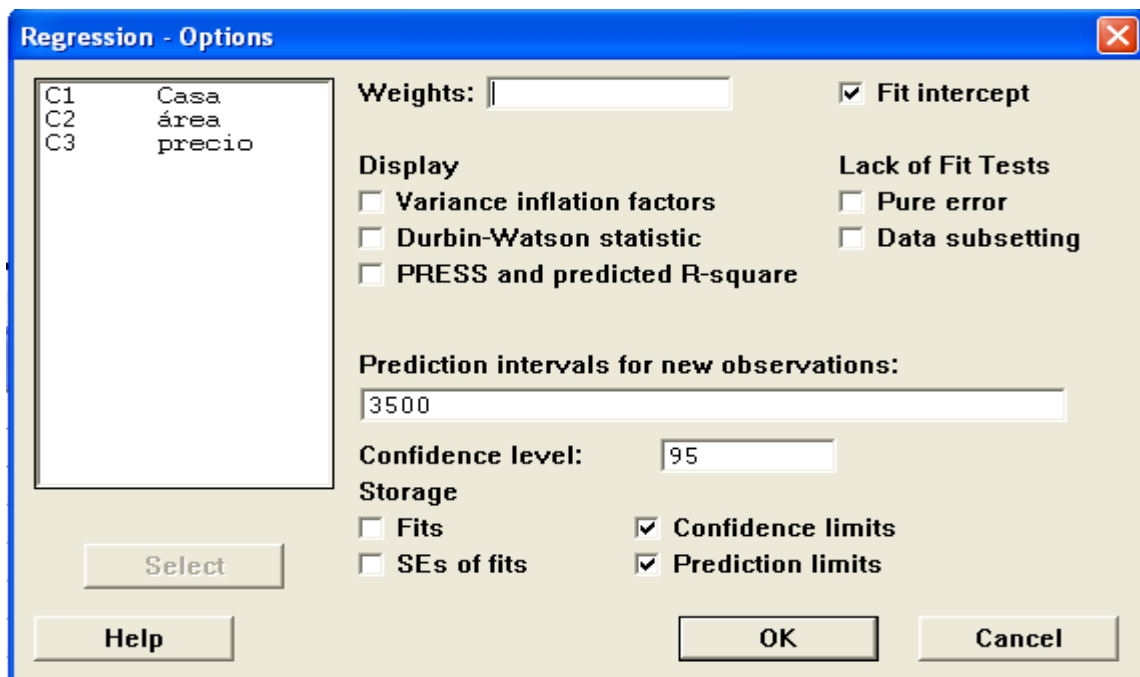 Regression - Options
C1 Casa
C2 área
C3 precio
Weights:
Fit intercept
Display
Variance inflation factors
Durbin-Watson statistic
PRESS and predicted R-square
Lack of Fit Tests
Pure error
Data subsetting
Prediction intervals for new observations:
3500
Confidence level: 95
Storage
Fits
SEs of fits
Confidence limits
Prediction limits
Select
Help
OK
Cancel